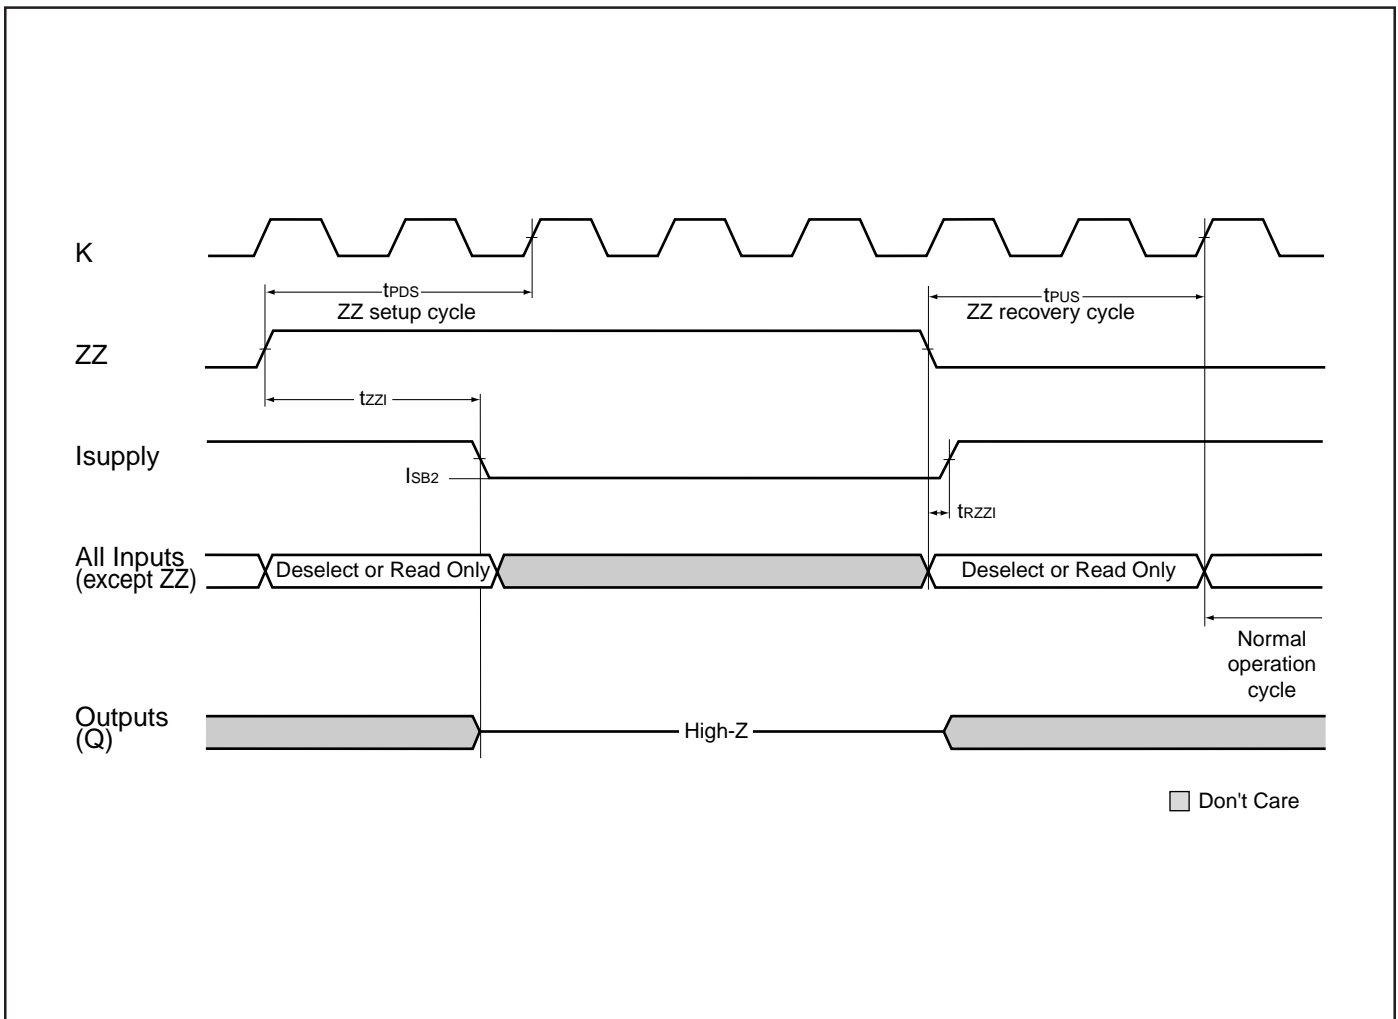 K
tPDS
ZZ setup cycle
tPUS
ZZ recovery cycle
ZZ
tZZI
Isupply
ISB2
tRZZI
All Inputs
(except ZZ)
Deselect or Read Only
Deselect or Read Only
Normal
operation
cycle
Outputs
(Q)
High-Z
Don't Care